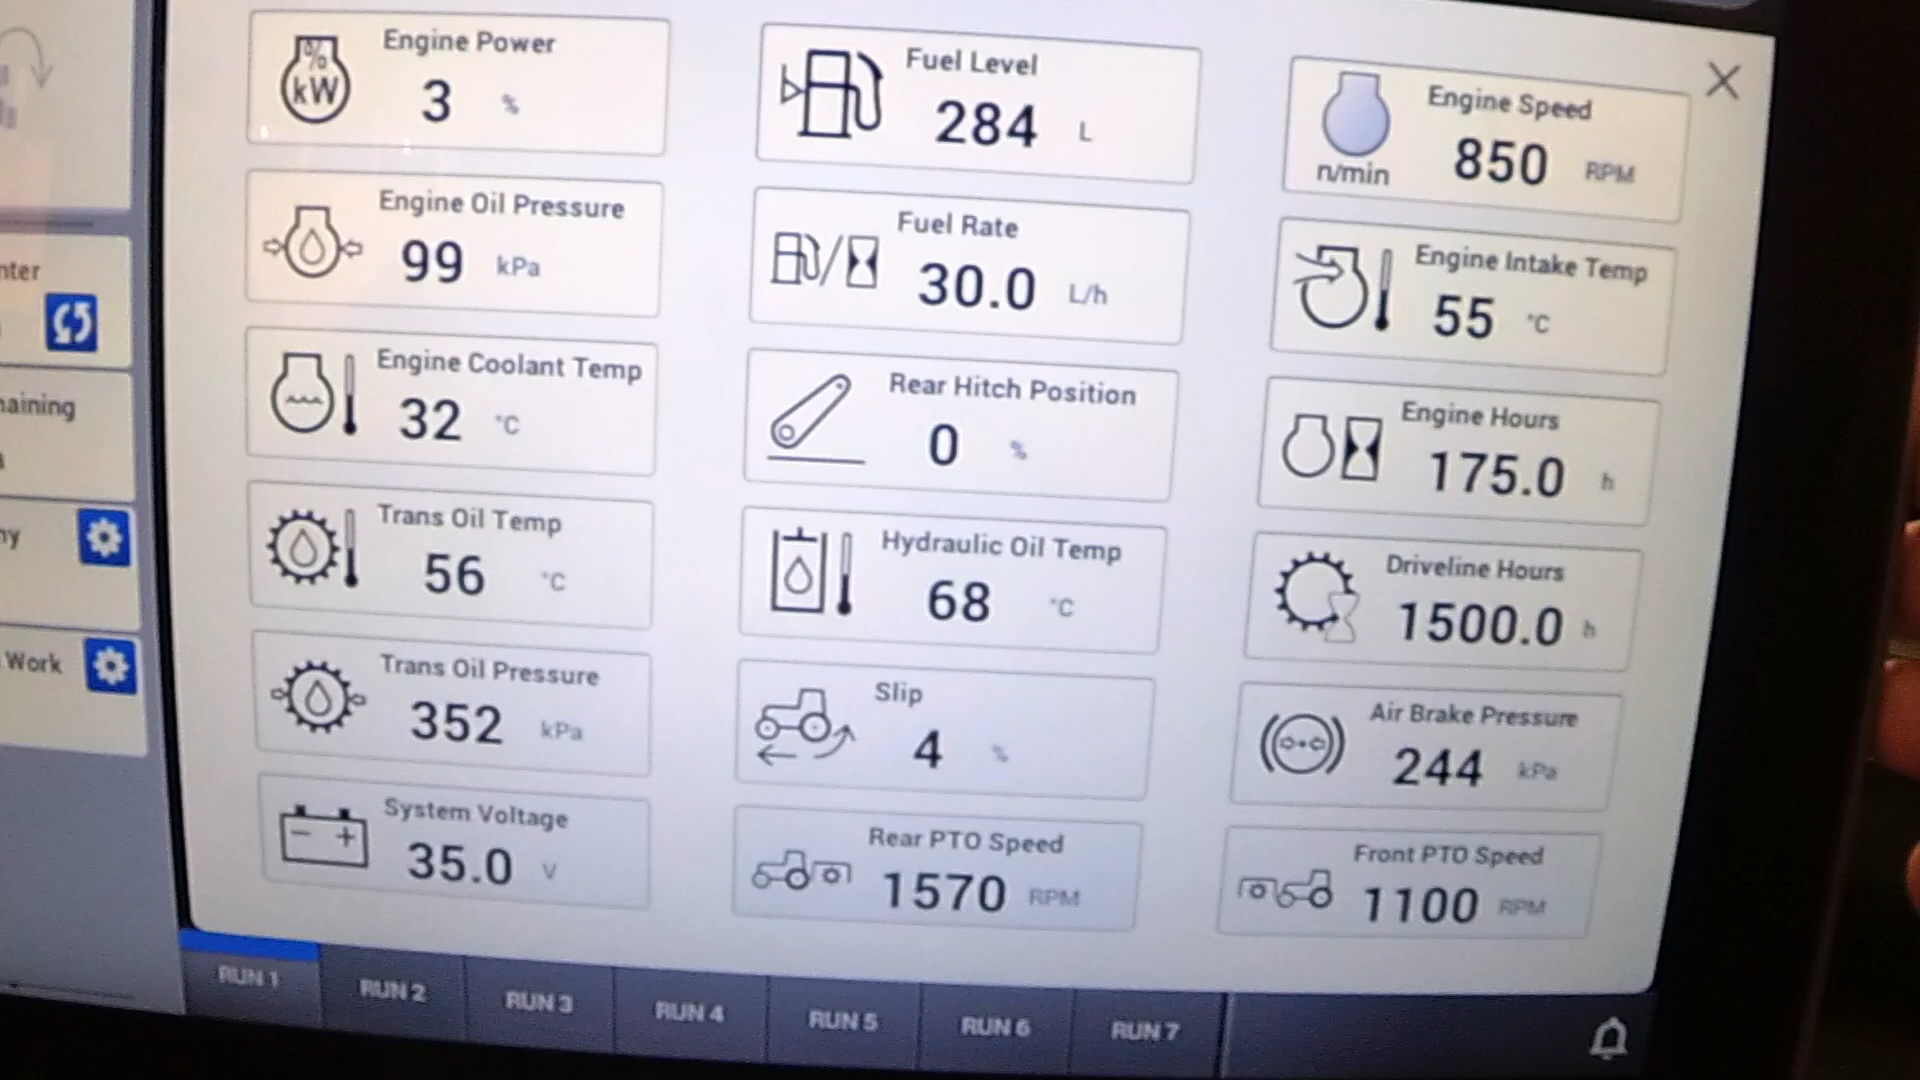 Engine Power
%
kW
3 %
Fuel Level
284 L
Engine Speed
850 RPM
n/min
Engine Oil Pressure
99 kPa
Fuel Rate
30.0 L/h
Engine Intake Temp
55 °C
Engine Coolant Temp
32 °C
Rear Hitch Position
0 %
Engine Hours
175.0 h
Trans Oil Temp
56 °C
Hydraulic Oil Temp
68 °C
Driveline Hours
1500.0 h
Trans Oil Pressure
352 kPa
Slip
4 %
Air Brake Pressure
244 kPa
System Voltage
35.0 V
Rear PTO Speed
1570 RPM
Front PTO Speed
1100 RPM
Work
RUN 1
RUN 2
RUN 3
RUN 4
RUN 5
RUN 6
RUN 7